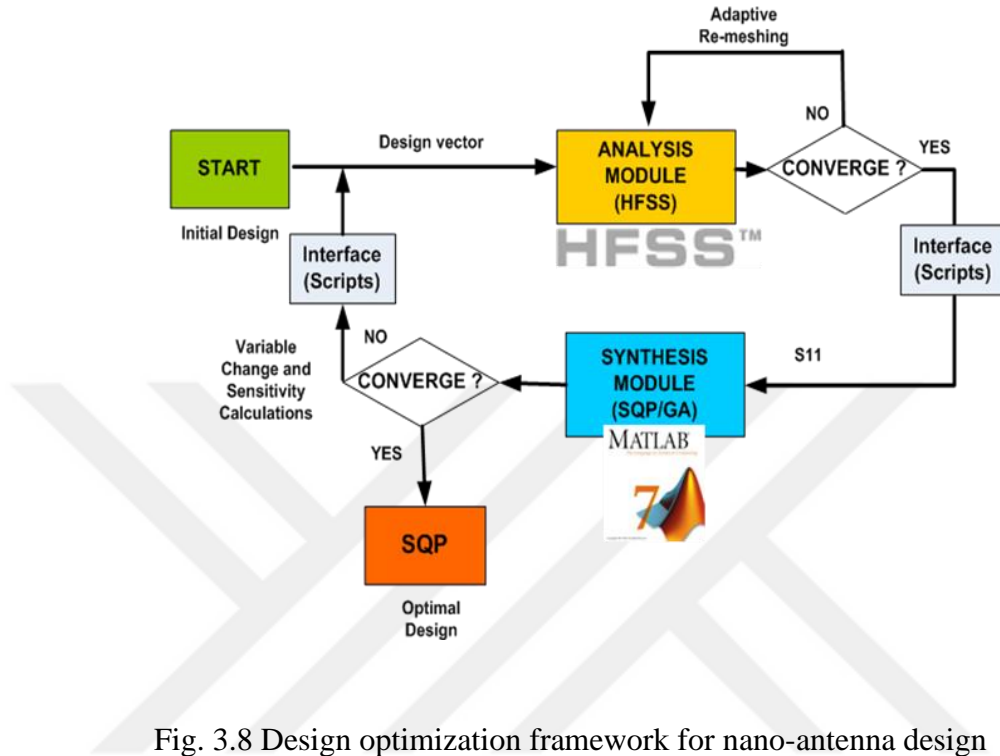 Adaptive
Re-meshing
NO
START
Design vector
ANALYSIS
MODULE
(HFSS)
CONVERGE ?
YES
Initial Design
HFSS™
Interface
(Scripts)
Interface
(Scripts)
Variable
Change and
Sensitivity
Calculations
NO
CONVERGE ?
SYNTHESIS
MODULE
(SQP/GA)
S11
YES
MATLAB
7
SQP
Optimal
Design
Fig. 3.8 Design optimization framework for nano-antenna design